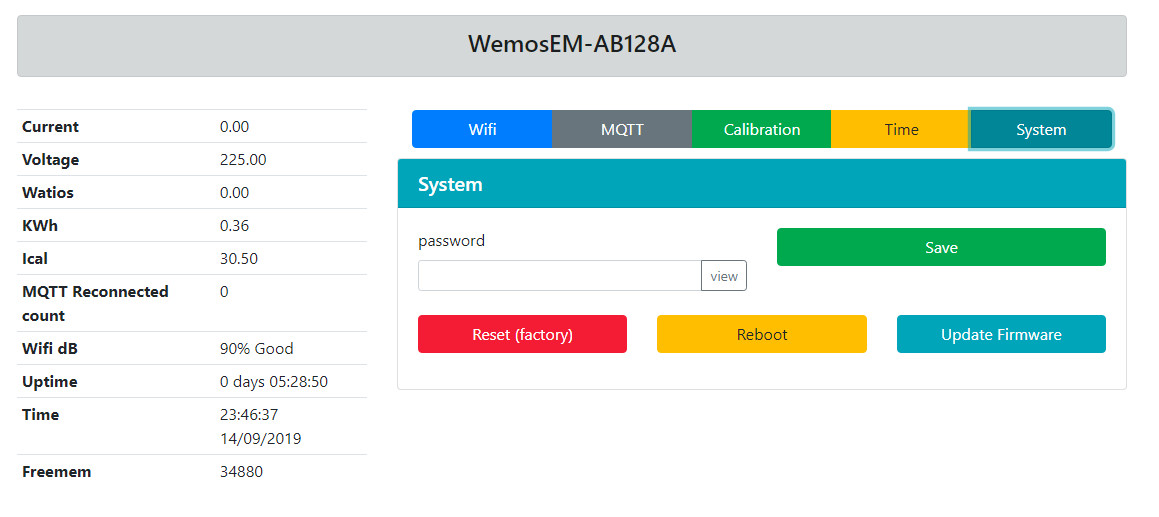 WemosEM-AB128A
Current 0.00
Voltage 225.00
Watios 0.00
KWh 0.36
Ical 30.50
MQTT Reconnected 0
count
Wifi dB 90% Good
Uptime 0 days 05:28:50
Time 23:46:37
14/09/2019
Freemem 34880
Wifi MQTT Calibration Time System
System
password
view
Save
Reset (factory) Reboot Update Firmware